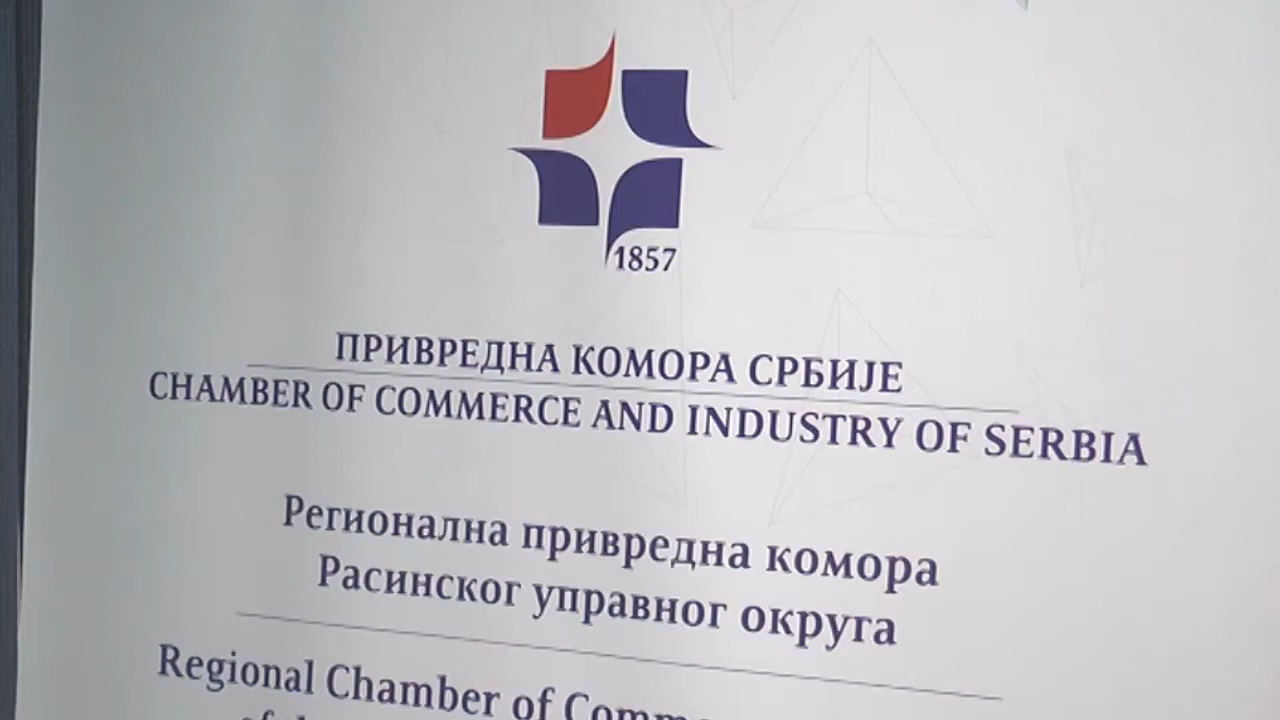 1857
ПРИВРЕДНА КОМОРА СРБИЈЕ
CHAMBER OF COMMERCE AND INDUSTRY OF SERBIA
Регионална привредна комора
Расинског управног округа
Regional Chamber of